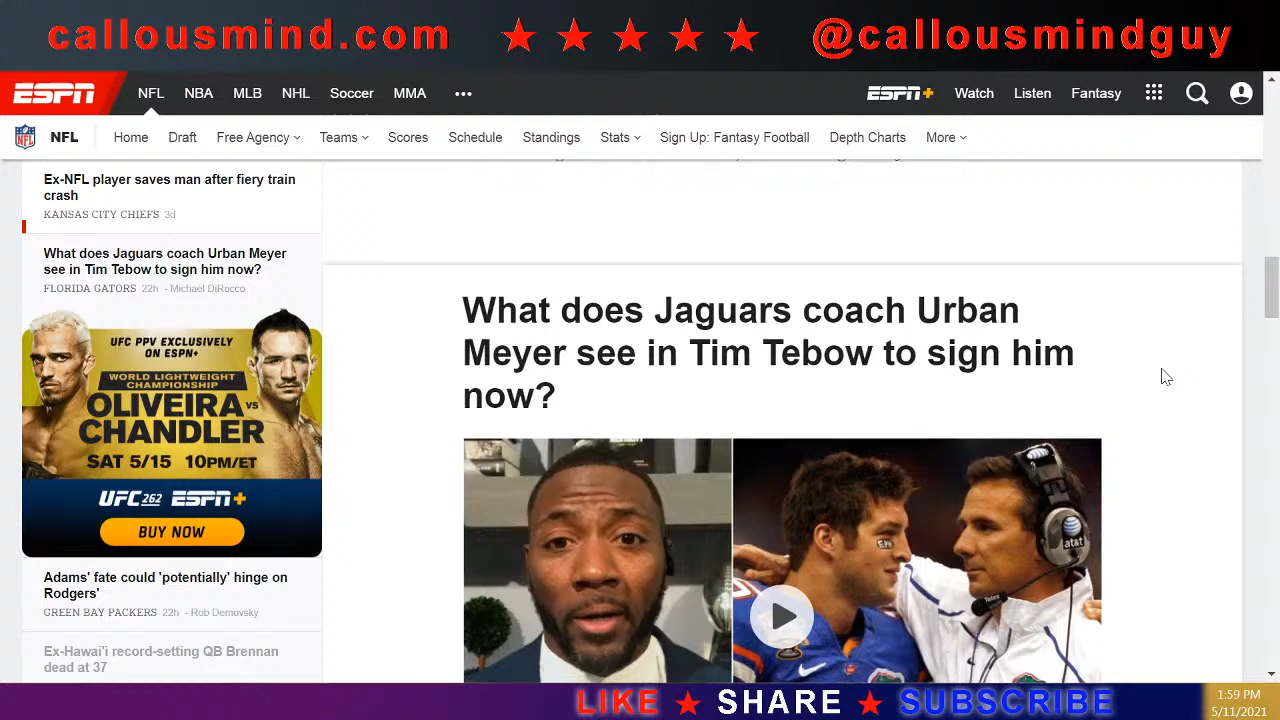 callousmind.com ★ ★ ★ ★ ★ @callousmindguy
ESPN NFL NBA MLB NHL Soccer MMA ••• ESPN+ Watch Listen Fantasy
NFL Home Draft Free Agency Teams Scores Schedule Standings Stats Sign Up: Fantasy Football Depth Charts More
Ex-NFL player saves man after fiery train
crash
KANSAS CITY CHIEFS 3d
What does Jaguars coach Urban Meyer
see in Tim Tebow to sign him now?
FLORIDA GATORS 22h - Michael DiRocco
UFC PPV EXCLUSIVELY
ON ESPN+
WORLD LIGHTWEIGHT
CHAMPIONSHIP
OLIVEIRA VS
CHANDLER
SAT 5/15 10PM/ET
UFC 262 ESPN+
BUY NOW
Adams' fate could 'potentially' hinge on
Rodgers'
GREEN BAY PACKERS 22h - Rob Demovsky
Ex-Hawai'i record-setting QB Brennan
dead at 37
What does Jaguars coach Urban
Meyer see in Tim Tebow to sign him
now?
at&t
LIKE ★ SHARE ★ SUBSCRIBE
1:59 PM
5/11/2021